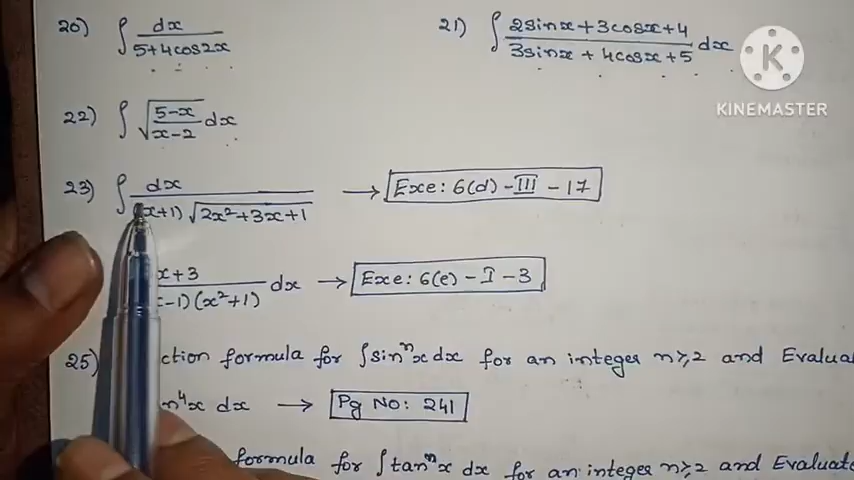 20) ∫ dx / 5+4cos2x
21) ∫ 2sinx+3cosx+4 / 3sinx+4cosx+5 dx
KINEMASTER
22) ∫ √(5-x / x-2) dx
23) ∫ dx / (x+1) √(2x²+3x+1) → Exe: 6(d)-III-17
x+3 / -1)(x²+1) dx → Exe: 6(e)-I-3
25) formula for ∫sinⁿx dx for an integer n≥2 and
⁴x dx → Pg No: 241
formula for ∫tanⁿx dx for an integer n≥2 and